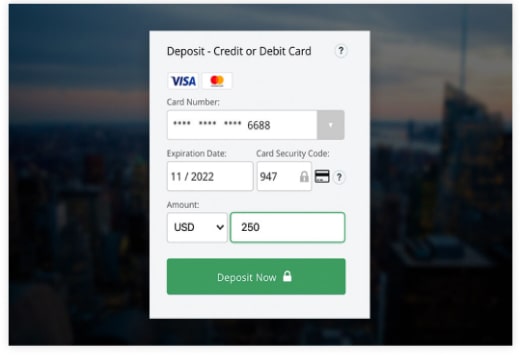 Deposit - Credit or Debit Card ?
VISA
Card Number:
**** **** **** 6688
Expiration Date: Card Security Code:
11 / 2022 947 ?
Amount:
USD 250
Deposit Now